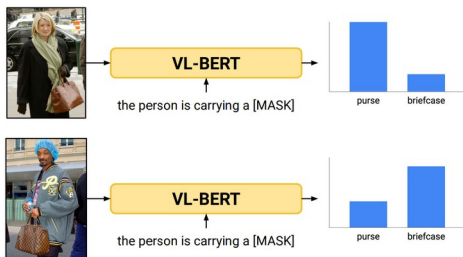 VL-BERT
the person is carrying a [MASK]
purse briefcase
VL-BERT
the person is carrying a [MASK]
purse briefcase